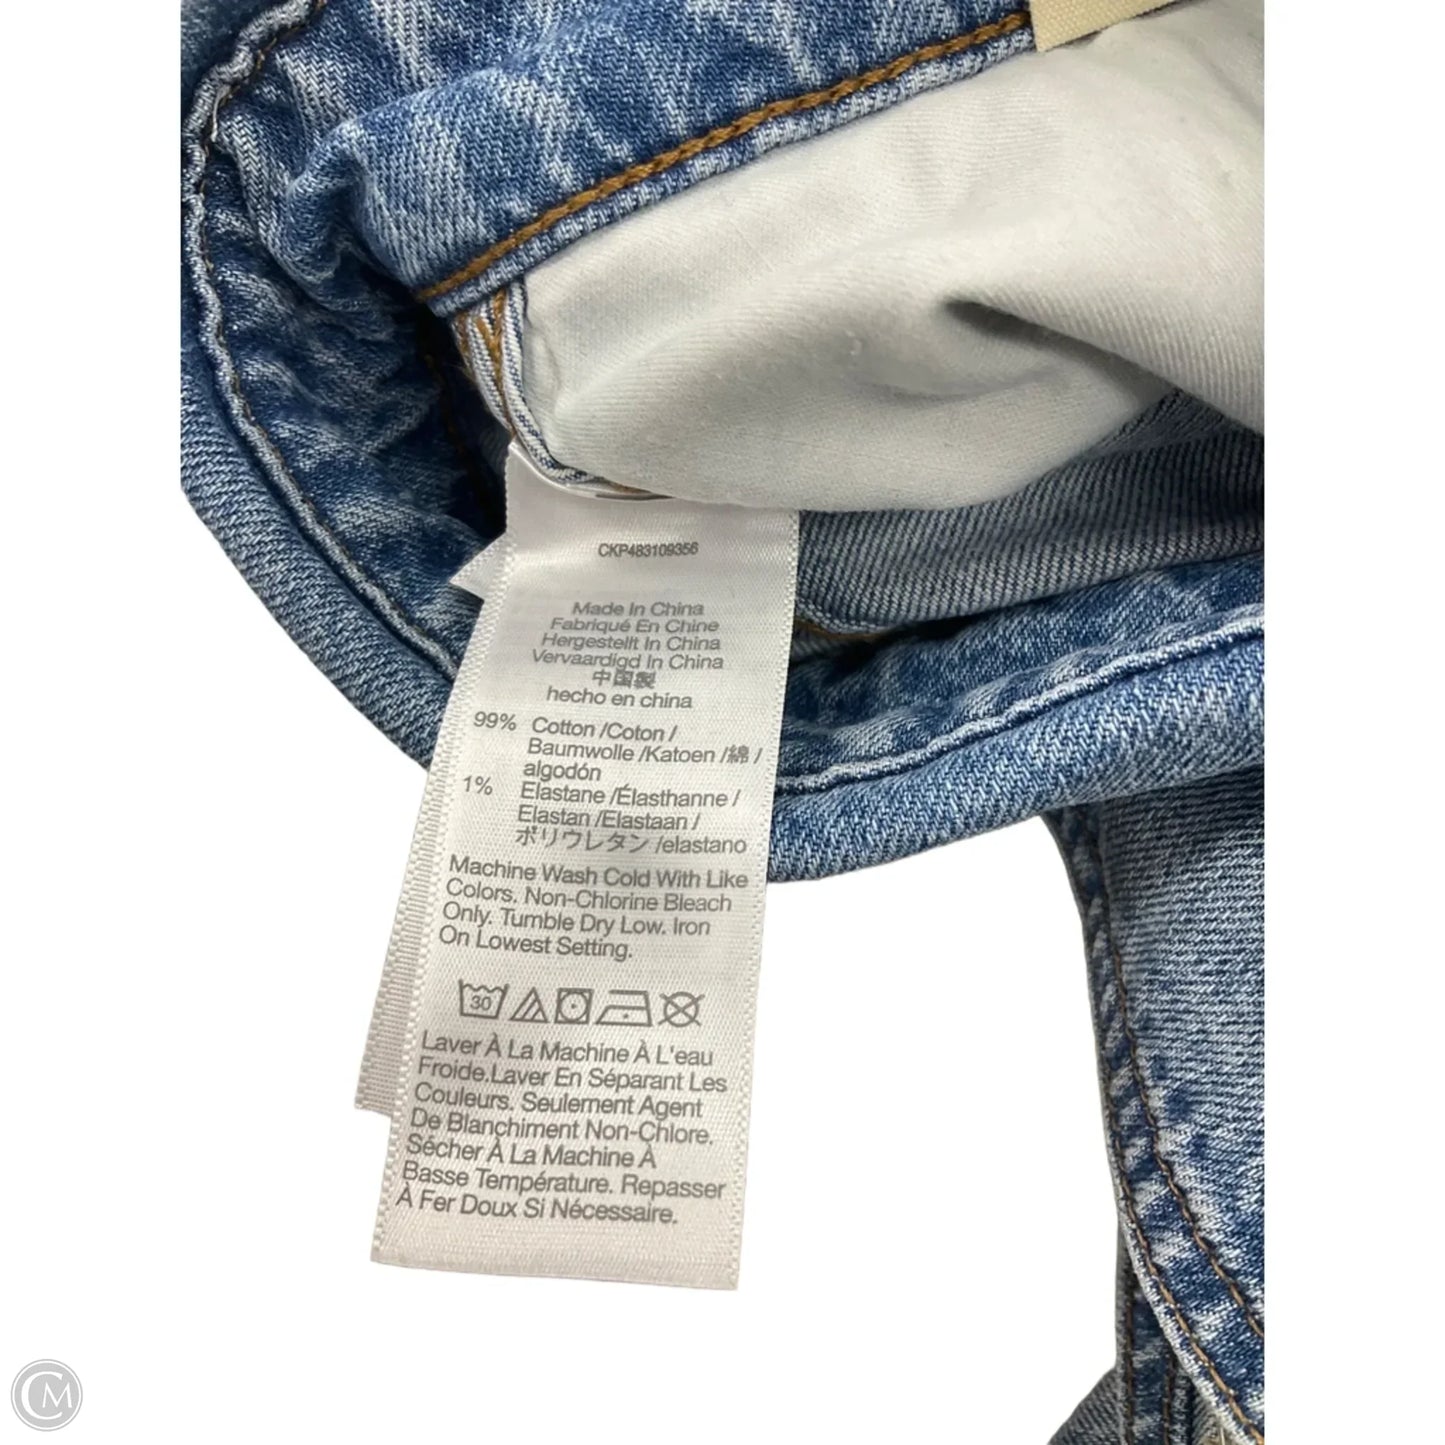 CKP483109356
Made In China
Fabriqué En Chine
Hergestellt In China
Vervaardigd In China
中国製
hecho en china
99% Cotton /Coton /
Baumwolle /Katoen /綿 /
algodón
1% Elastane /Élasthanne /
Elastan /Elastaan /
ポリウレタン /elastano
Machine Wash Cold With Like
Colors. Non-Chlorine Bleach
Only. Tumble Dry Low. Iron
On Lowest Setting.
30
Laver À La Machine À L'eau
Froide.Laver En Séparant Les
Couleurs. Seulement Agent
De Blanchiment Non-Chlore.
Sécher À La Machine À
Basse Température. Repasser
À Fer Doux Si Nécessaire.
CM